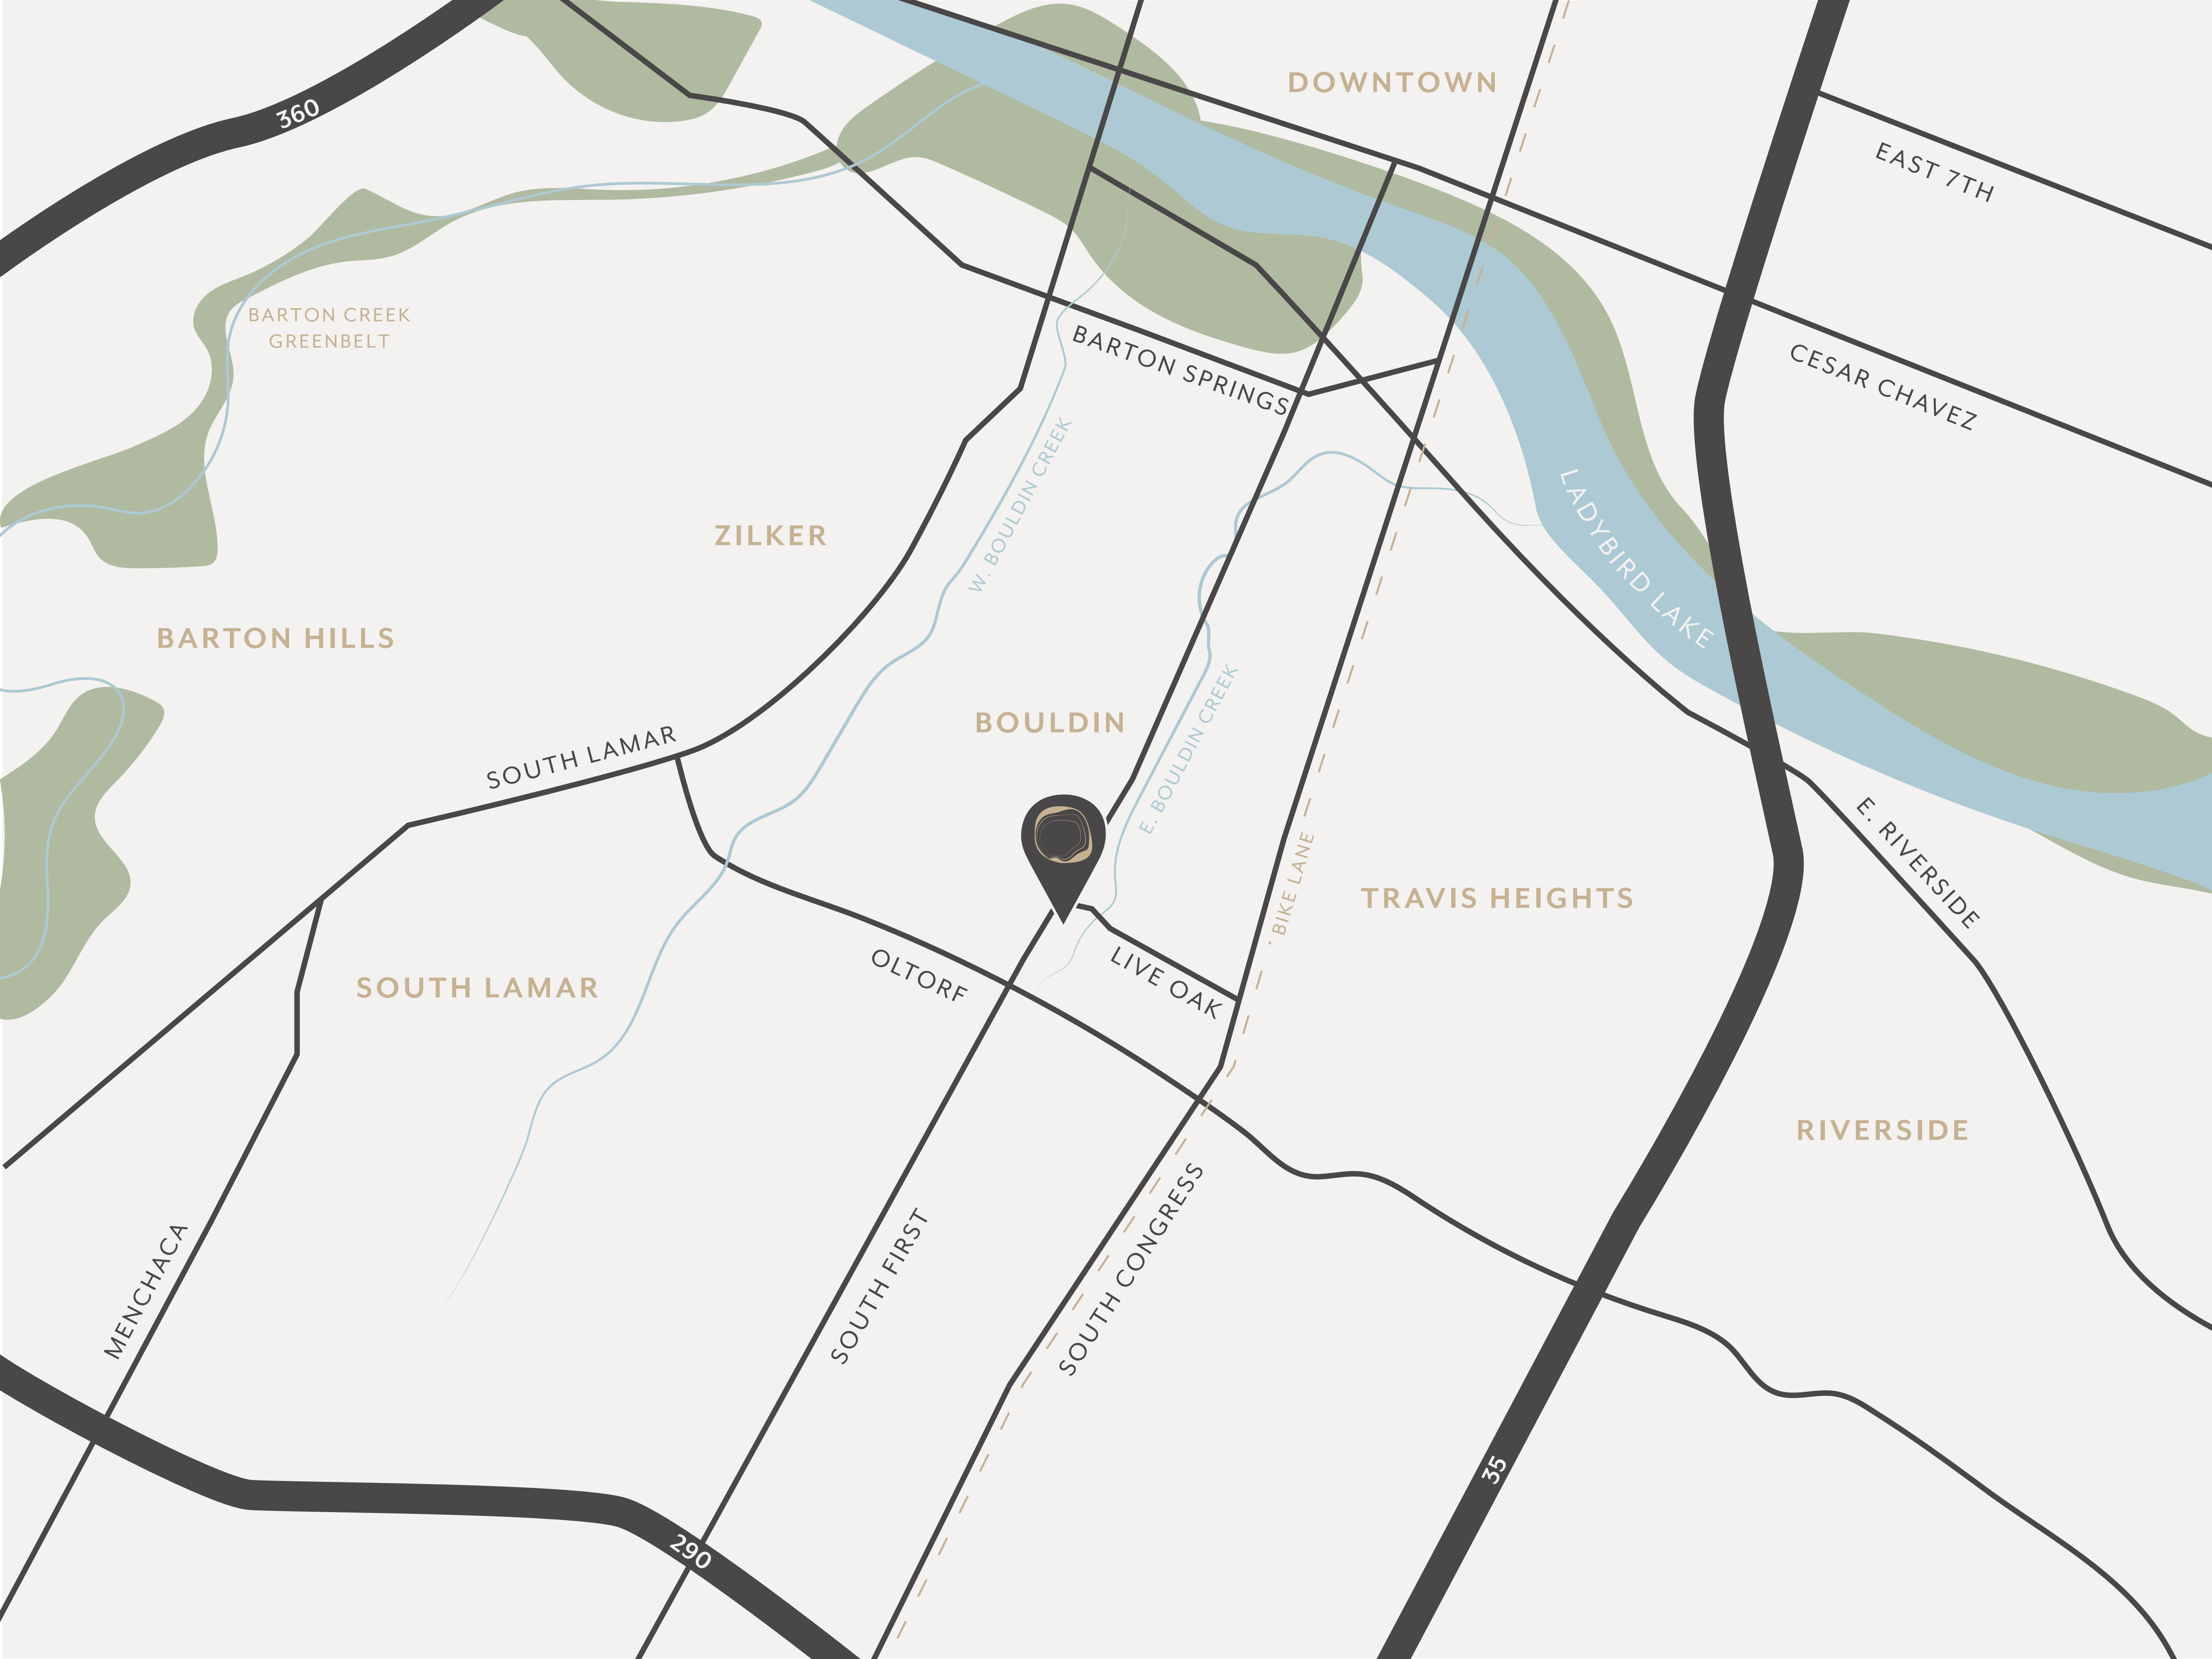 DOWNTOWN
360
EAST 7TH
BARTON CREEK
GREENBELT
BARTON SPRINGS
CESAR CHAVEZ
W. BOULDIN CREEK
ZILKER
LADYBIRD LAKE
BARTON HILLS
BOULDIN
E. BOULDIN CREEK
SOUTH LAMAR
E. RIVERSIDE
BIKE LANE
TRAVIS HEIGHTS
OLTORF
LIVE OAK
SOUTH LAMAR
RIVERSIDE
MENCHACA
SOUTH FIRST
SOUTH CONGRESS
35
290